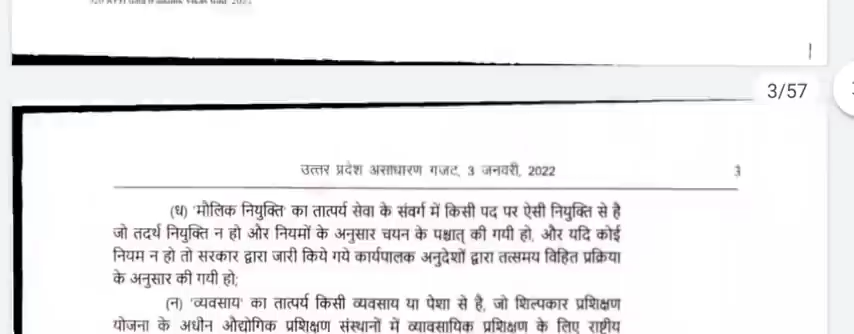 3/57
उत्तर प्रदेश असाधारण गजट, 3 जनवरी, 2022 3
(ध) 'मौलिक नियुक्ति' का तात्पर्य सेवा के संवर्ग में किसी पद पर ऐसी नियुक्ति से है
जो तदर्थ नियुक्ति न हो और नियमों के अनुसार चयन के पश्चात् की गयी हो, और यदि कोई
नियम न हो तो सरकार द्वारा जारी किये गये कार्यपालक अनुदेशों द्वारा तत्समय विहित प्रक्रिया
के अनुसार की गयी हो;
(न) 'व्यवसाय' का तात्पर्य किसी व्यवसाय या पेशा से है, जो शिल्पकार प्रशिक्षण
योजना के अधीन औद्योगिक प्रशिक्षण संस्थानों में व्यावसायिक प्रशिक्षण के लिए राष्ट्रीय